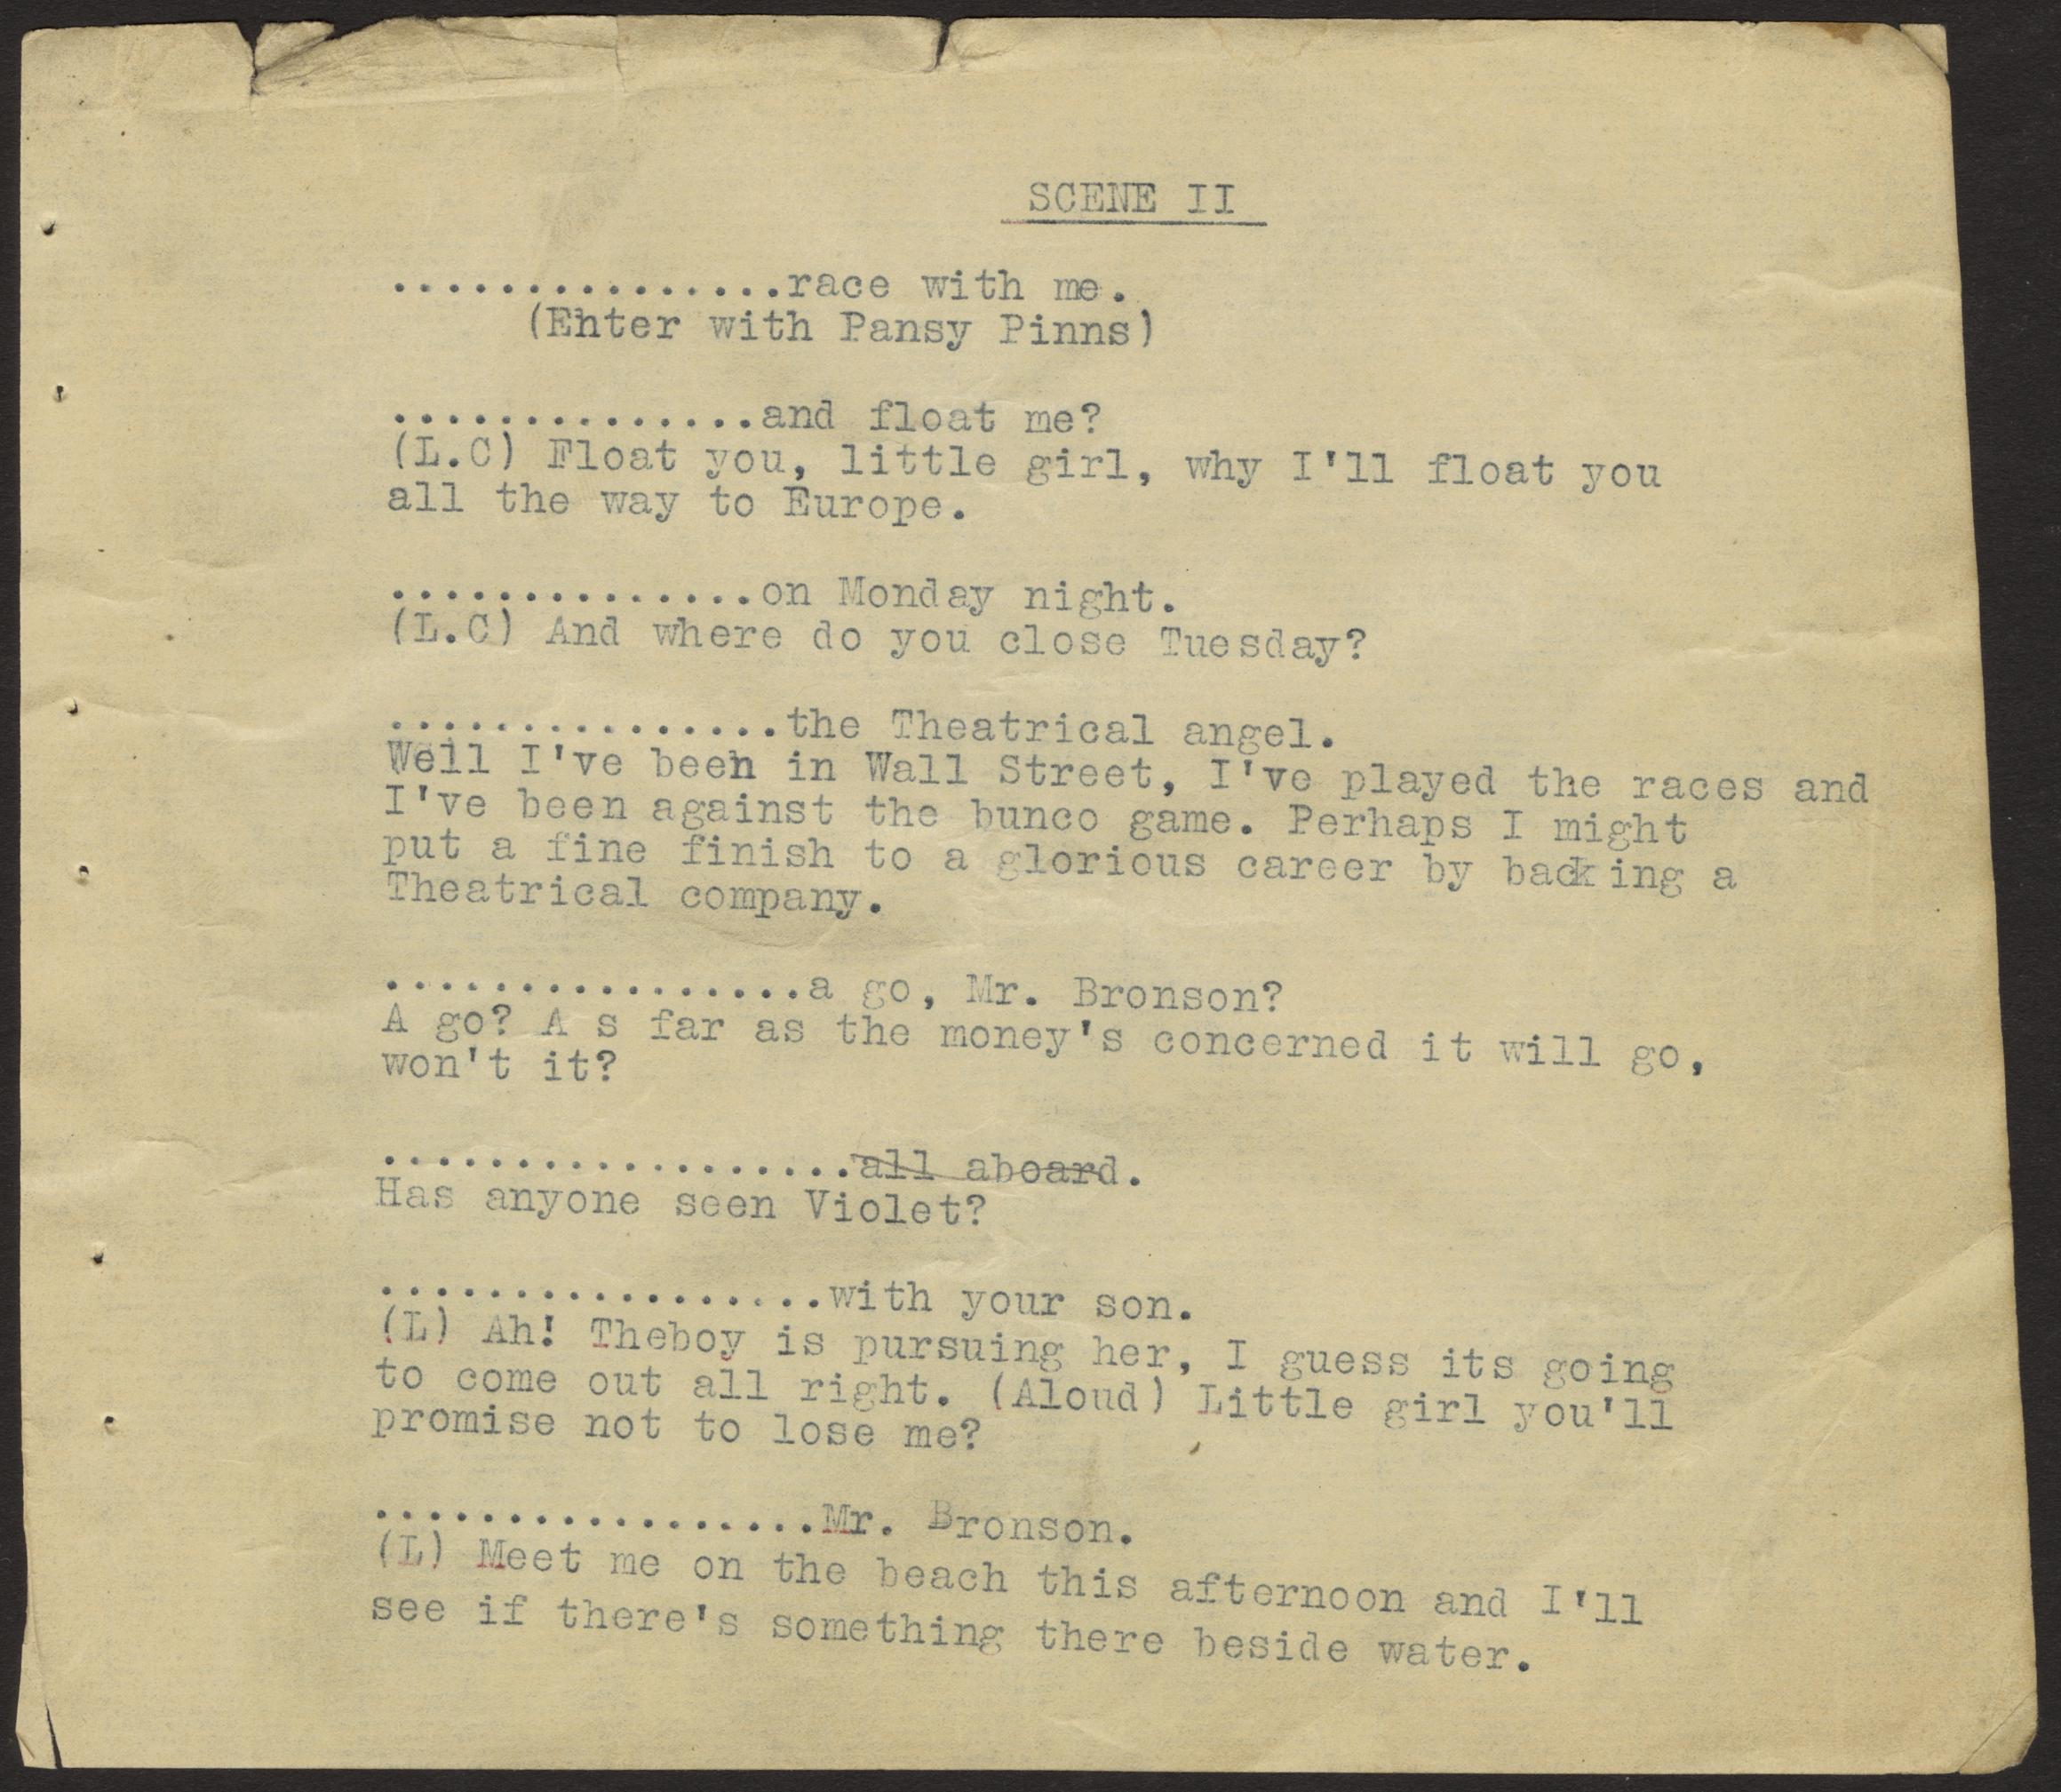 SCENE II
...............race with me.
(Enter with Pansy Pinns)
..............and float me?
(L.C) Float you, little girl, why I'll float you
all the way to Europe.
..............on Monday night.
(L.C) And where do you close Tuesday?
...............the Theatrical angel.
Well I've been in Wall Street, I've played the races and
I've been against the bunco game. Perhaps I might
put a fine finish to a glorious career by backing a
Theatrical company.
................a go, Mr. Bronson?
A go? A s far as the money's concerned it will go,
won't it?
..................all aboard.
Has anyone seen Violet?
.................with your son.
(L) Ah! Theboy is pursuing her, I guess its going
to come out all right. (Aloud) Little girl you'll
promise not to lose me?
.................Mr. Bronson.
(L) Meet me on the beach this afternoon and I'll
see if there's something there beside water.